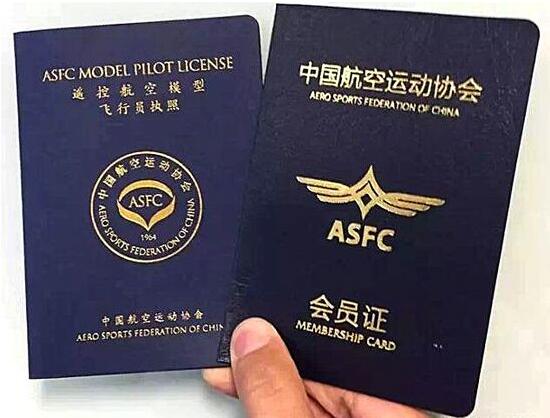 ASFC MODEL PILOT LICENSE
遥控航空模型
飞行员执照
中国航空运动协会
ASFC
1964
AERO SPORTS FEDERATION OF CHINA
中国航空运动协会
AERO SPORTS FEDERATION OF CHIN
中国航空运动协会
AERO SPORTS FEDERATION OF CHINA
ASFC
会员证
MEMBERSHIP CARD